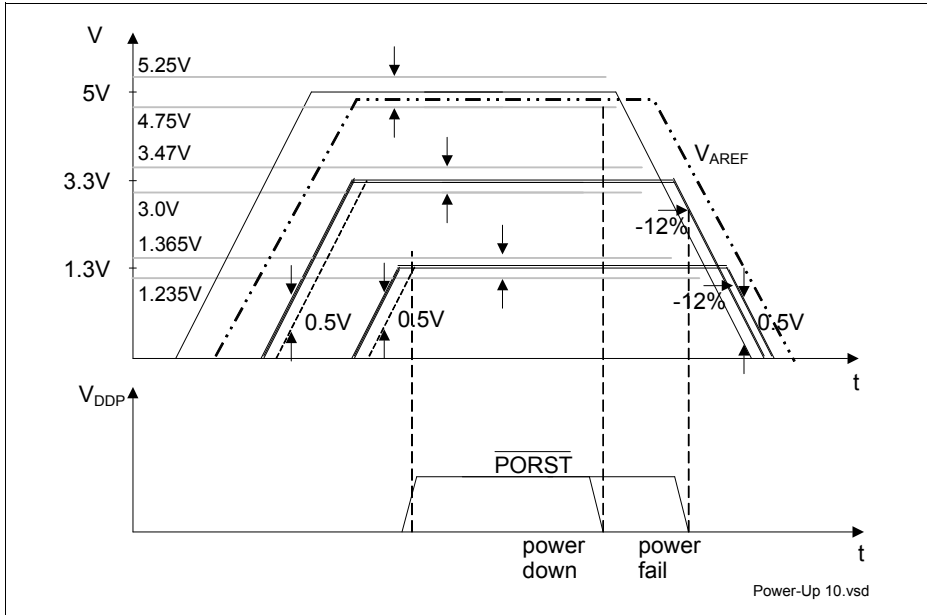 V
5.25V
5V
4.75V
3.47V
V_AREF
3.3V
3.0V
-12%
1.365V
1.3V
1.235V
-12%
0.5V
0.5V
0.5V
t
V_DDP
PORST
t
power down
power fail
Power-Up 10.vsd